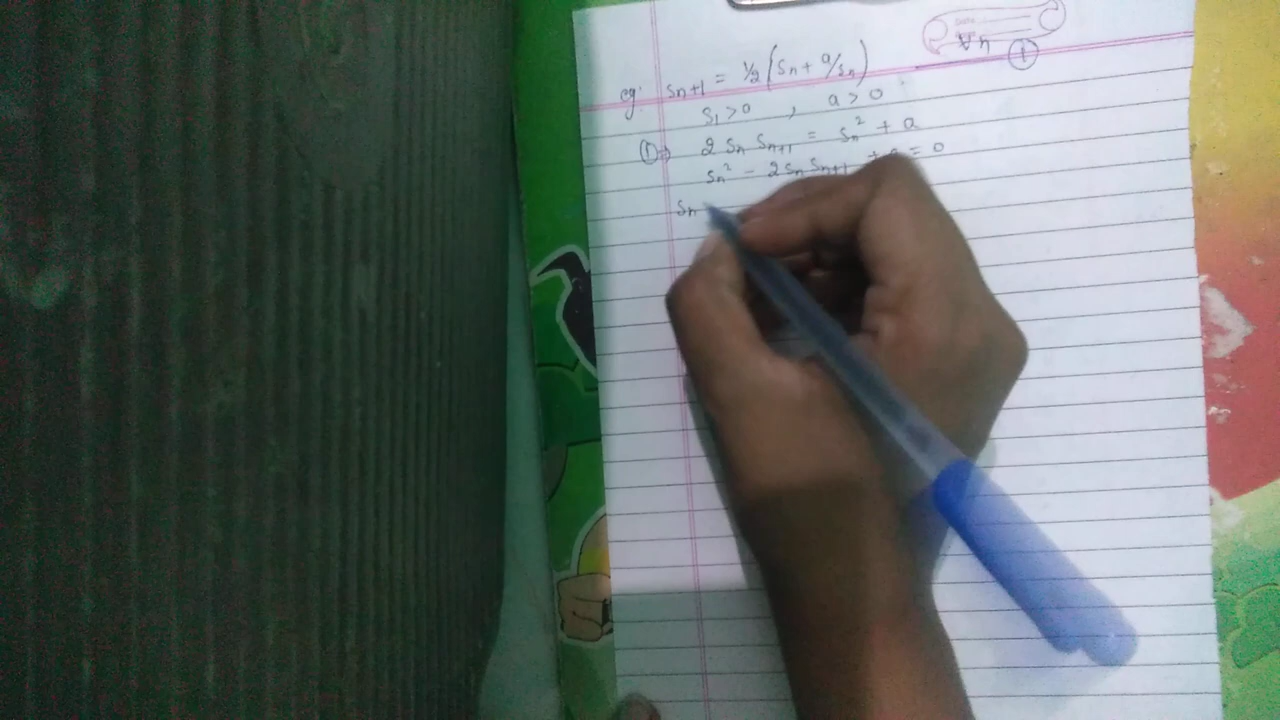 ∀n ①
eg: Sn+1 = 1/2 (Sn + a/Sn)
S1 > 0 , a > 0
① ⇒ 2 Sn Sn+1 = Sn² + a
Sn² - 2 Sn Sn+1 + a = 0
Sn